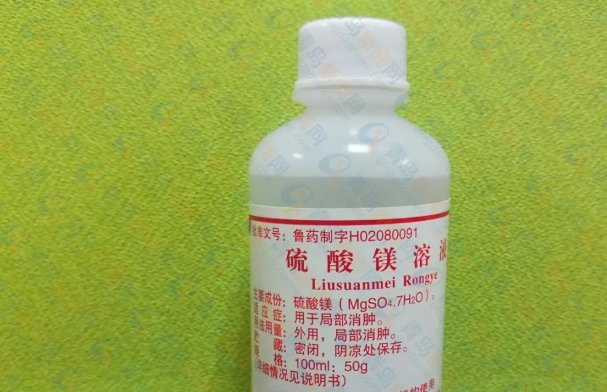 批准文号：鲁药制字H02080091
硫酸镁溶液
Liusuanmei Rongye
主要成份：硫酸镁（MgSO4.7H2O）。
适应症：用于局部消肿。
用法用量：外用，局部消肿。
贮藏：密闭，阴凉处保存。
规格：100ml：50g
（详细情况见说明书）
构使用